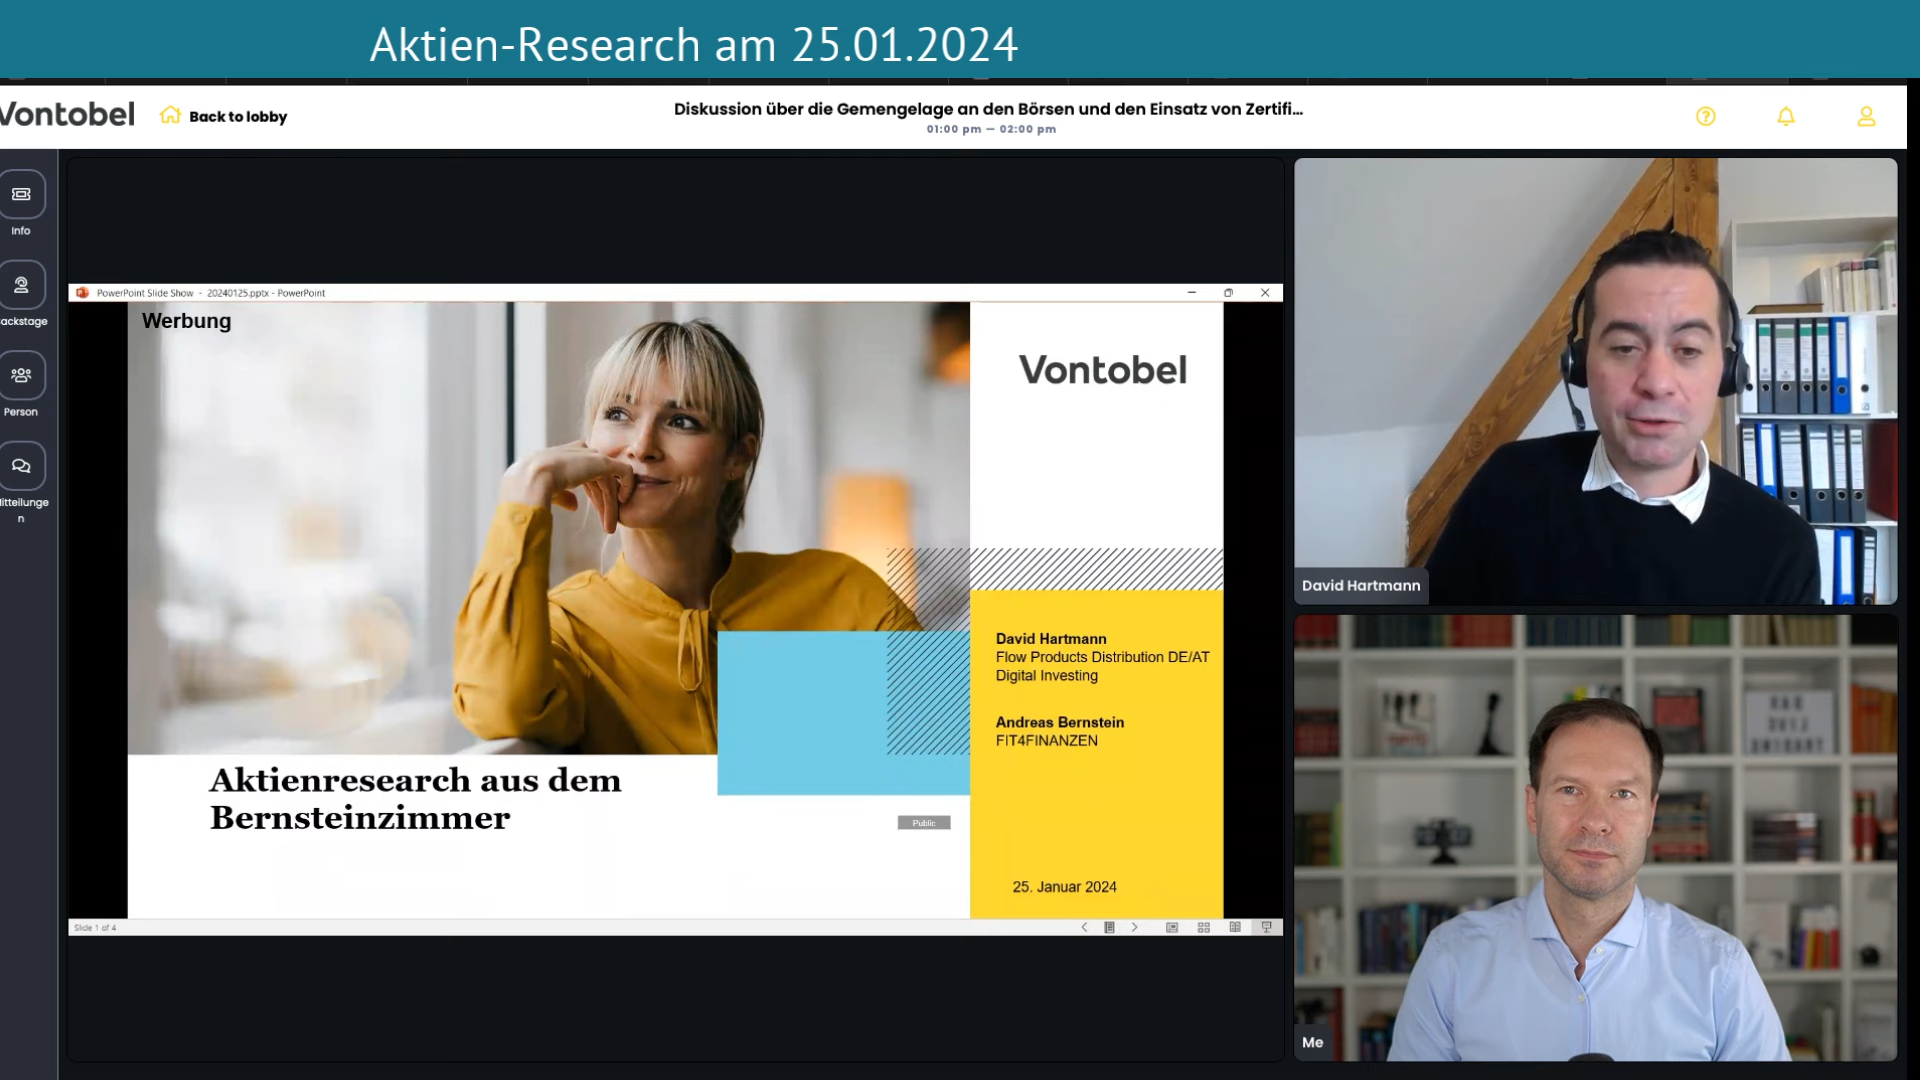 Aktien-Research am 25.01.2024
Vontobel
Back to lobby
Diskussion über die Gemengelage an den Börsen und den Einsatz von Zertifi...
01:00 pm — 02:00 pm
Info
ackstage
Person
itteilunge
n
PowerPoint Slide Show - 20240125.pptx - PowerPoint
Werbung
Vontobel
David Hartmann
Flow Products Distribution DE/AT
Digital Investing
Andreas Bernstein
FIT4FINANZEN
Aktienresearch aus dem
Bernsteinzimmer
Public
25. Januar 2024
Slide 1 of 4
David Hartmann
Me